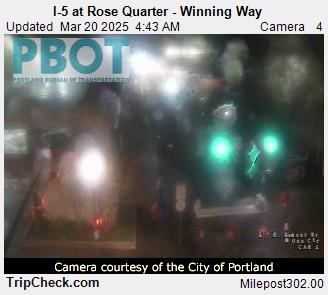 I-5 at Rose Quarter - Winning Way
Updated Mar 20 2025 4:43 AM Camera 4
PBOT
PORTLAND BUREAU OF TRANSPORTATION
Camera courtesy of the City of Portland
TripCheck.com Milepost302.00